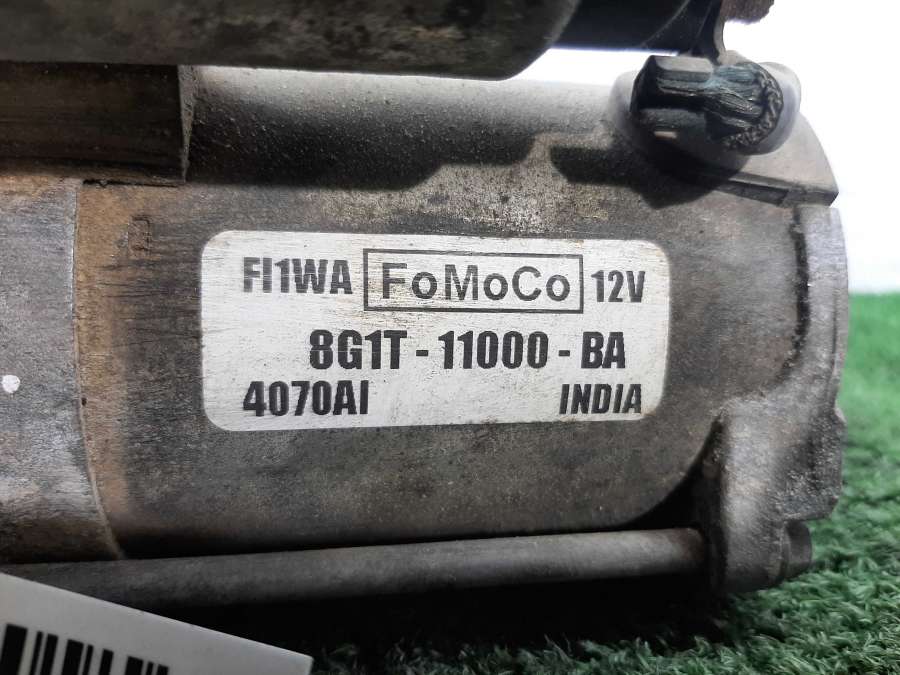 FI1WA FoMoCo 12V
8G1T - 11000 - BA
4070AI INDIA